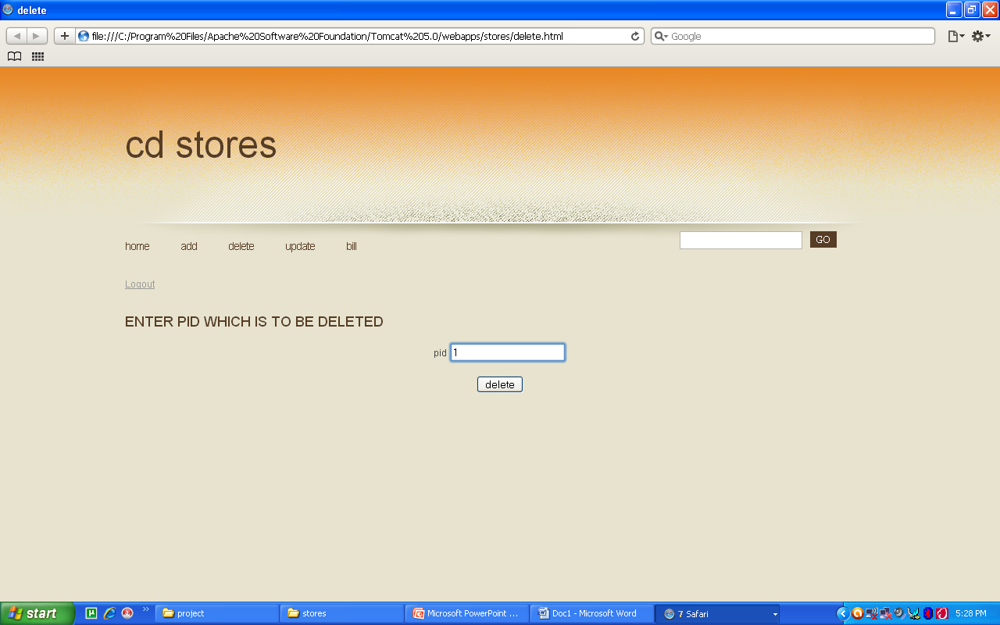 delete
file:///C:/Program%20Files/Apache%20Software%20Foundation/Tomcat%205.0/webapps/stores/delete.html
Google
cd stores
home add delete update bill
GO
Logout
ENTER PID WHICH IS TO BE DELETED
pid 1
delete
start
project
stores
Microsoft PowerPoint ...
Doc1 - Microsoft Word
7 Safari
5:28 PM